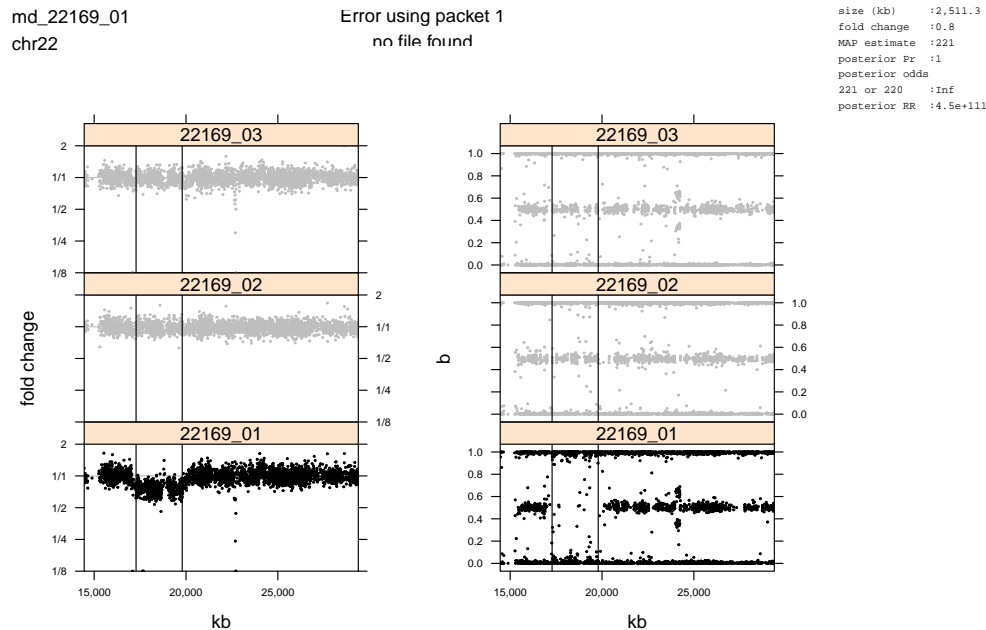 md_22169_01
chr22
Error using packet 1
no file found
size (kb) :2,511.3
fold change :0.8
MAP estimate :221
posterior Pr :1
posterior odds
221 or 220 :Inf
posterior RR :4.5e+111
fold change
22169_03
2
1/1
1/2
1/4
1/8
22169_02
2
1/1
1/2
1/4
1/8
22169_01
2
1/1
1/2
1/4
1/8
15,000 20,000 25,000
kb
b
22169_03
1.0
0.8
0.6
0.4
0.2
0.0
22169_02
1.0
0.8
0.6
0.4
0.2
0.0
22169_01
1.0
0.8
0.6
0.4
0.2
0.0
15,000 20,000 25,000
kb